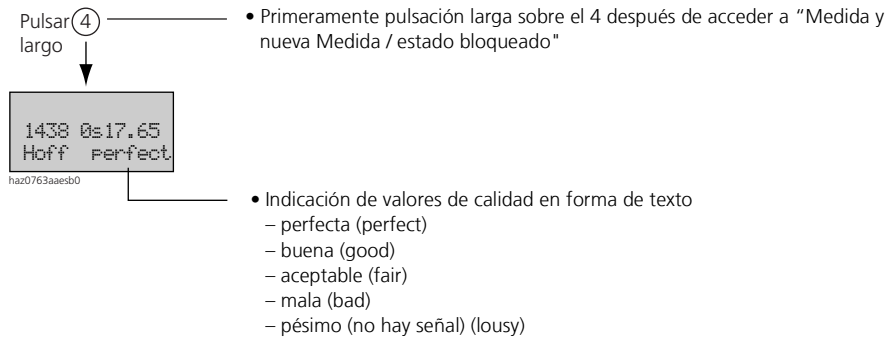 Pulsar 4
largo
• Primeramente pulsación larga sobre el 4 después de acceder a “Medida y
nueva Medida / estado bloqueado"
1438 0s17.65
Hoff perfect
haz0763aaesb0
• Indicación de valores de calidad en forma de texto
– perfecta (perfect)
– buena (good)
– aceptable (fair)
– mala (bad)
– pésimo (no hay señal) (lousy)